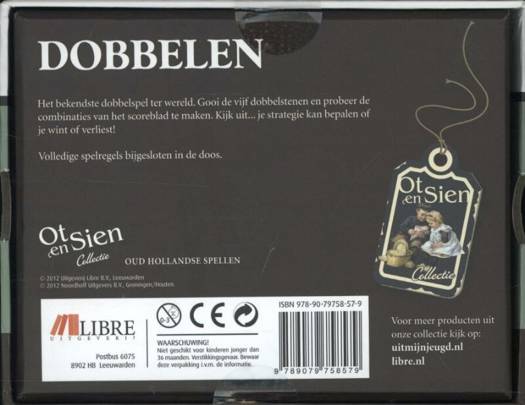 DOBBELEN
Het bekendste dobbelspel ter wereld. Gooi de vijf dobbelstenen en probeer de
combinaties van het scoreblad te maken. Kijk uit... je strategie kan bepalen of
je wint of verliest!
Volledige spelregels bijgesloten in de doos.
Ot
en Sien
Collectie
OUD HOLLANDSE SPELLEN
© 2012 Uitgeverij Libre B.V., Leeuwarden
© 2012 Noordhoff Uitgevers B.V., Groningen/Houten
Ot
en Sien
Collectie
LIBRE
UITGEVERIJ
Postbus 6075
8902 HB Leeuwarden
0-3
CE
WAARSCHUWING!
Niet geschikt voor kinderen jonger dan
36 maanden. Verstikkingsgevaar. Bewaar
deze verpakking i.v.m. de informatie.
ISBN 978-90-79758-57-9
9 789079 758579
Voor meer producten uit
onze collectie kijk op:
uitmijnjeugd.nl
libre.nl